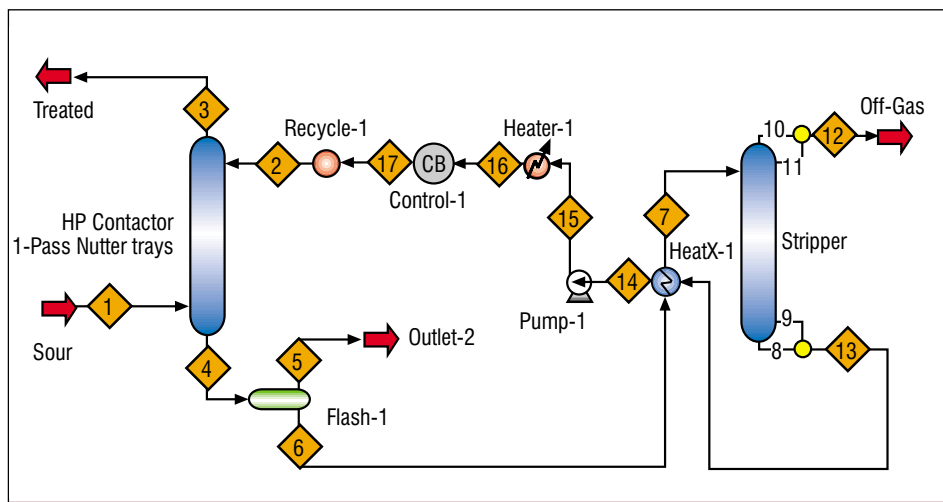 3
Treated
Recycle-1
Heater-1
Off-Gas
10
12
11
2
17
CB
16
Control-1
HP Contactor
1-Pass Nutter trays
15
7
HeatX-1
Stripper
1
Sour
14
Pump-1
9
8
13
4
5
Outlet-2
Flash-1
6